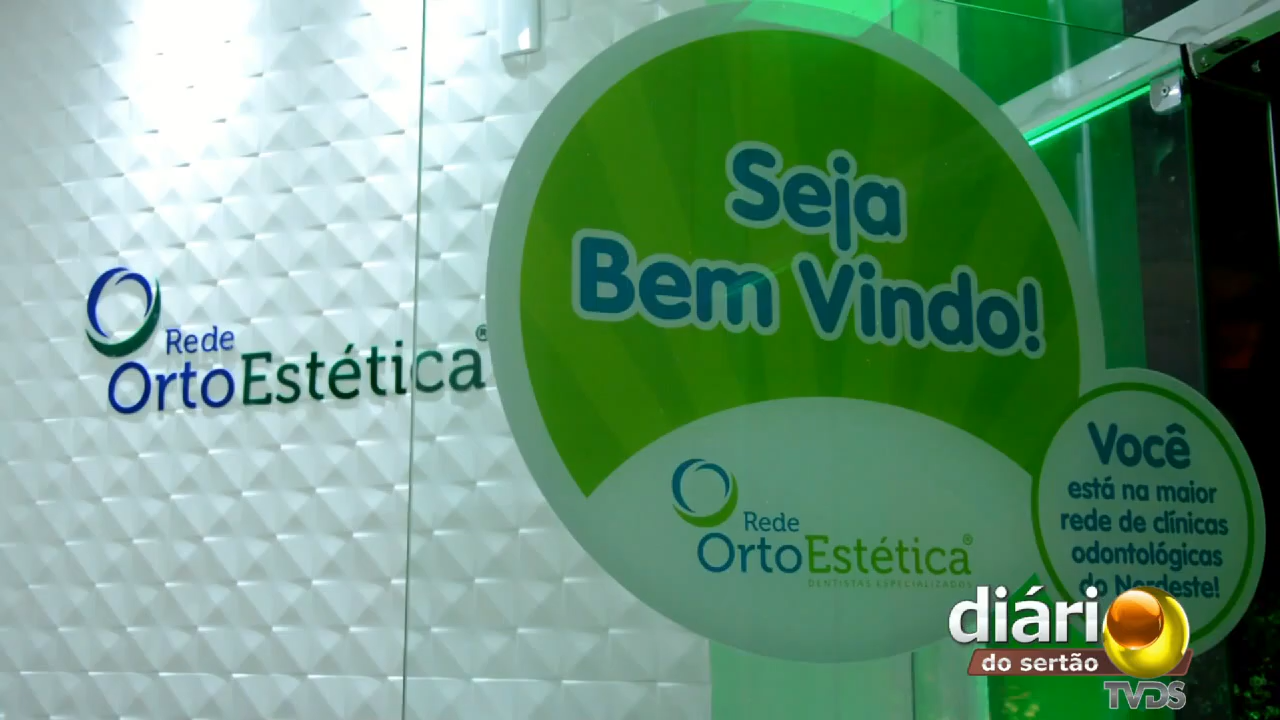 Rede
OrtoEstética®
Seja
Bem Vindo!
Rede
OrtoEstética®
DENTISTAS ESPECIALIZADOS
Você
está na maior
rede de clínicas
odontológicas
do Nordeste!
diário
do sertão
TVDS